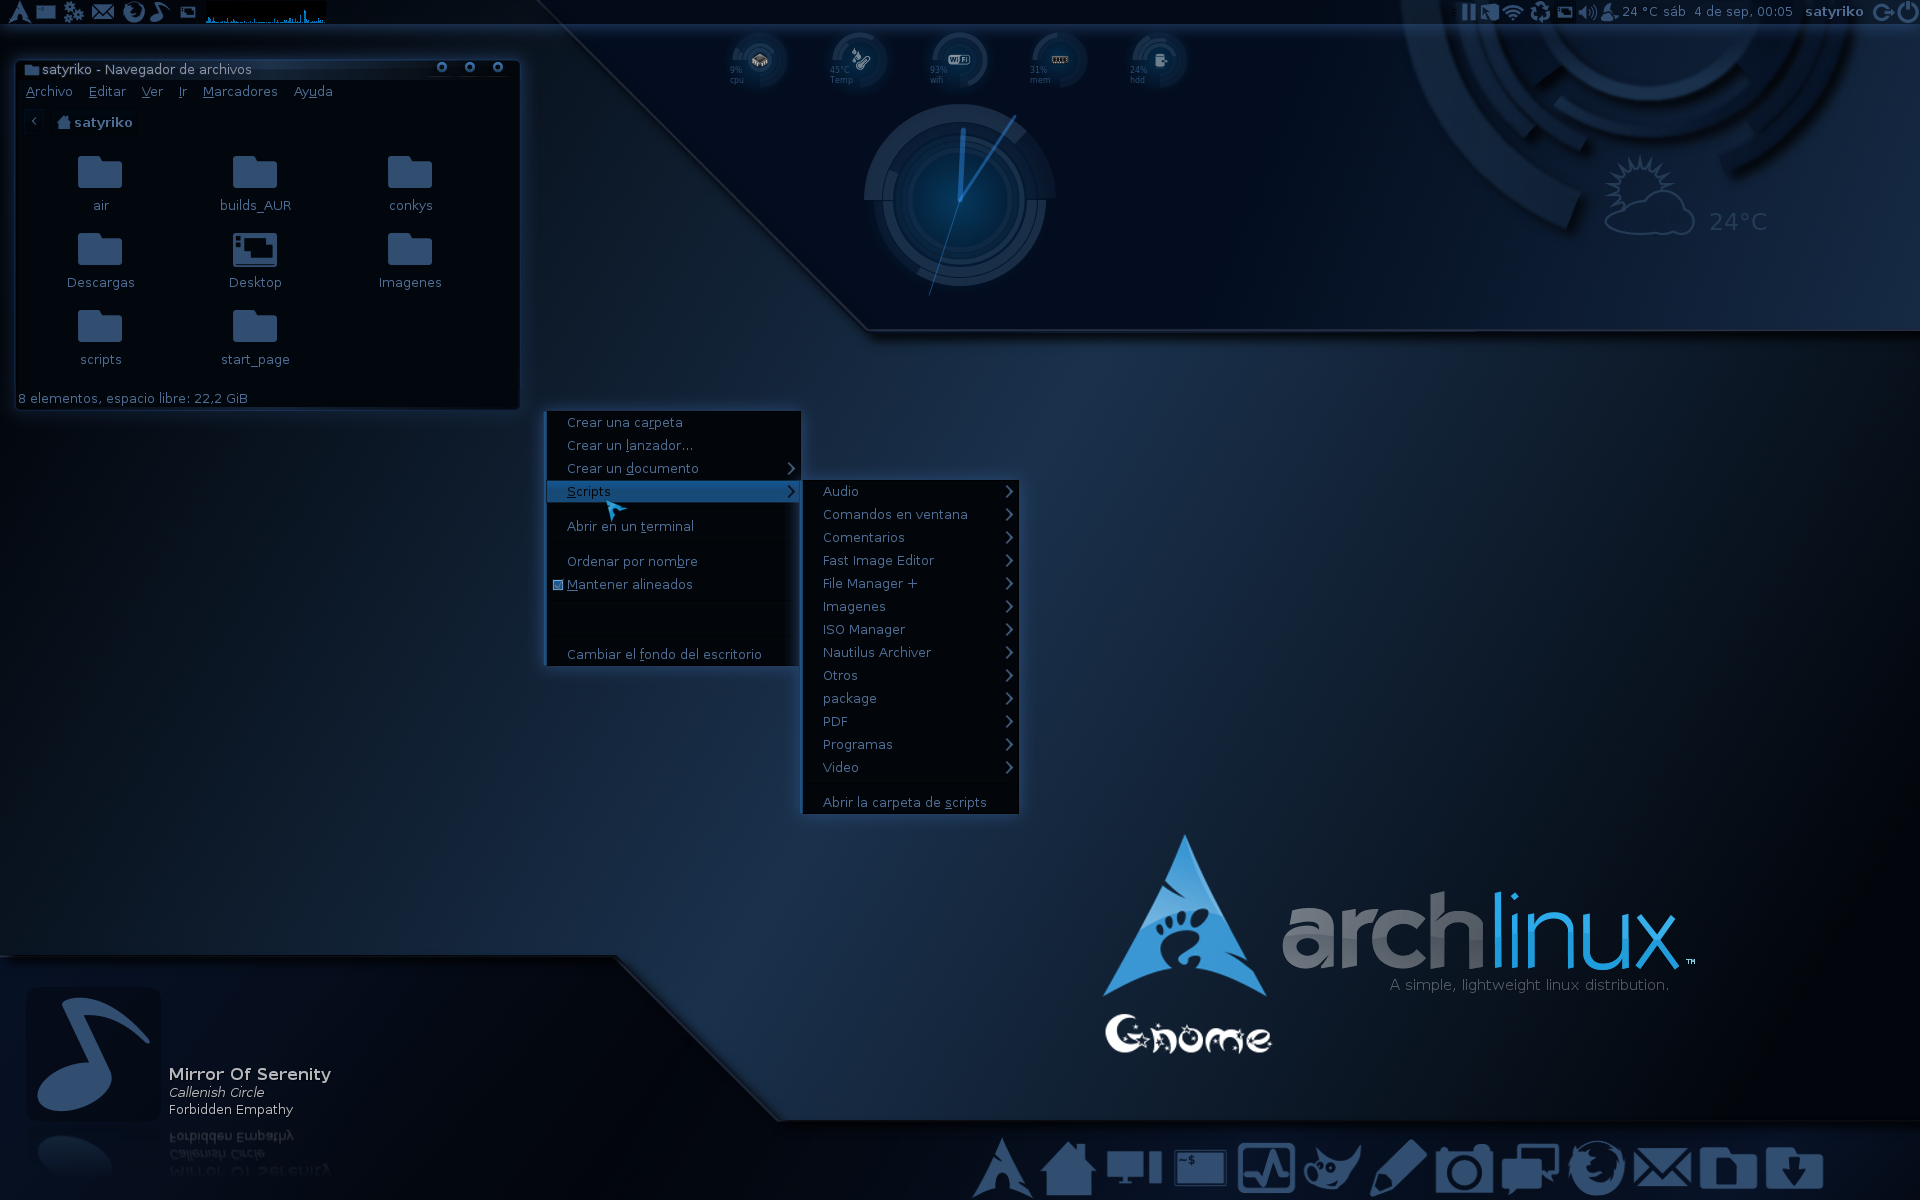 24 °C sáb 4 de sep, 00:05 satyriko
satyriko - Navegador de archivos
Archivo Editar Ver Ir Marcadores Ayuda
satyriko
air builds_AUR conkys
Descargas Desktop Imagenes
scripts start_page
8 elementos, espacio libre: 22,2 GiB
9%
cpu
45°C
Temp
Wi Fi
93%
wifi
31%
mem
24%
hdd
24°C
Crear una carpeta
Crear un lanzador...
Crear un documento
Scripts
Abrir en un terminal
Ordenar por nombre
Mantener alineados
Cambiar el fondo del escritorio
Audio
Comandos en ventana
Comentarios
Fast Image Editor
File Manager +
Imagenes
ISO Manager
Nautilus Archiver
Otros
package
PDF
Programas
Video
Abrir la carpeta de scripts
archlinux™
A simple, lightweight linux distribution.
Gnome
Mirror Of Serenity
Callenish Circle
Forbidden Empathy
~$